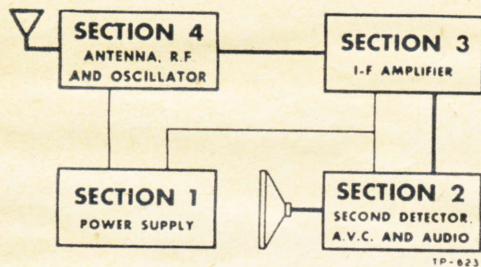 SECTION 4
ANTENNA, R.F
AND OSCILLATOR
SECTION 3
I-F AMPLIFIER
SECTION 1
POWER SUPPLY
SECTION 2
SECOND DETECTOR,
A.V.C. AND AUDIO
TP-623